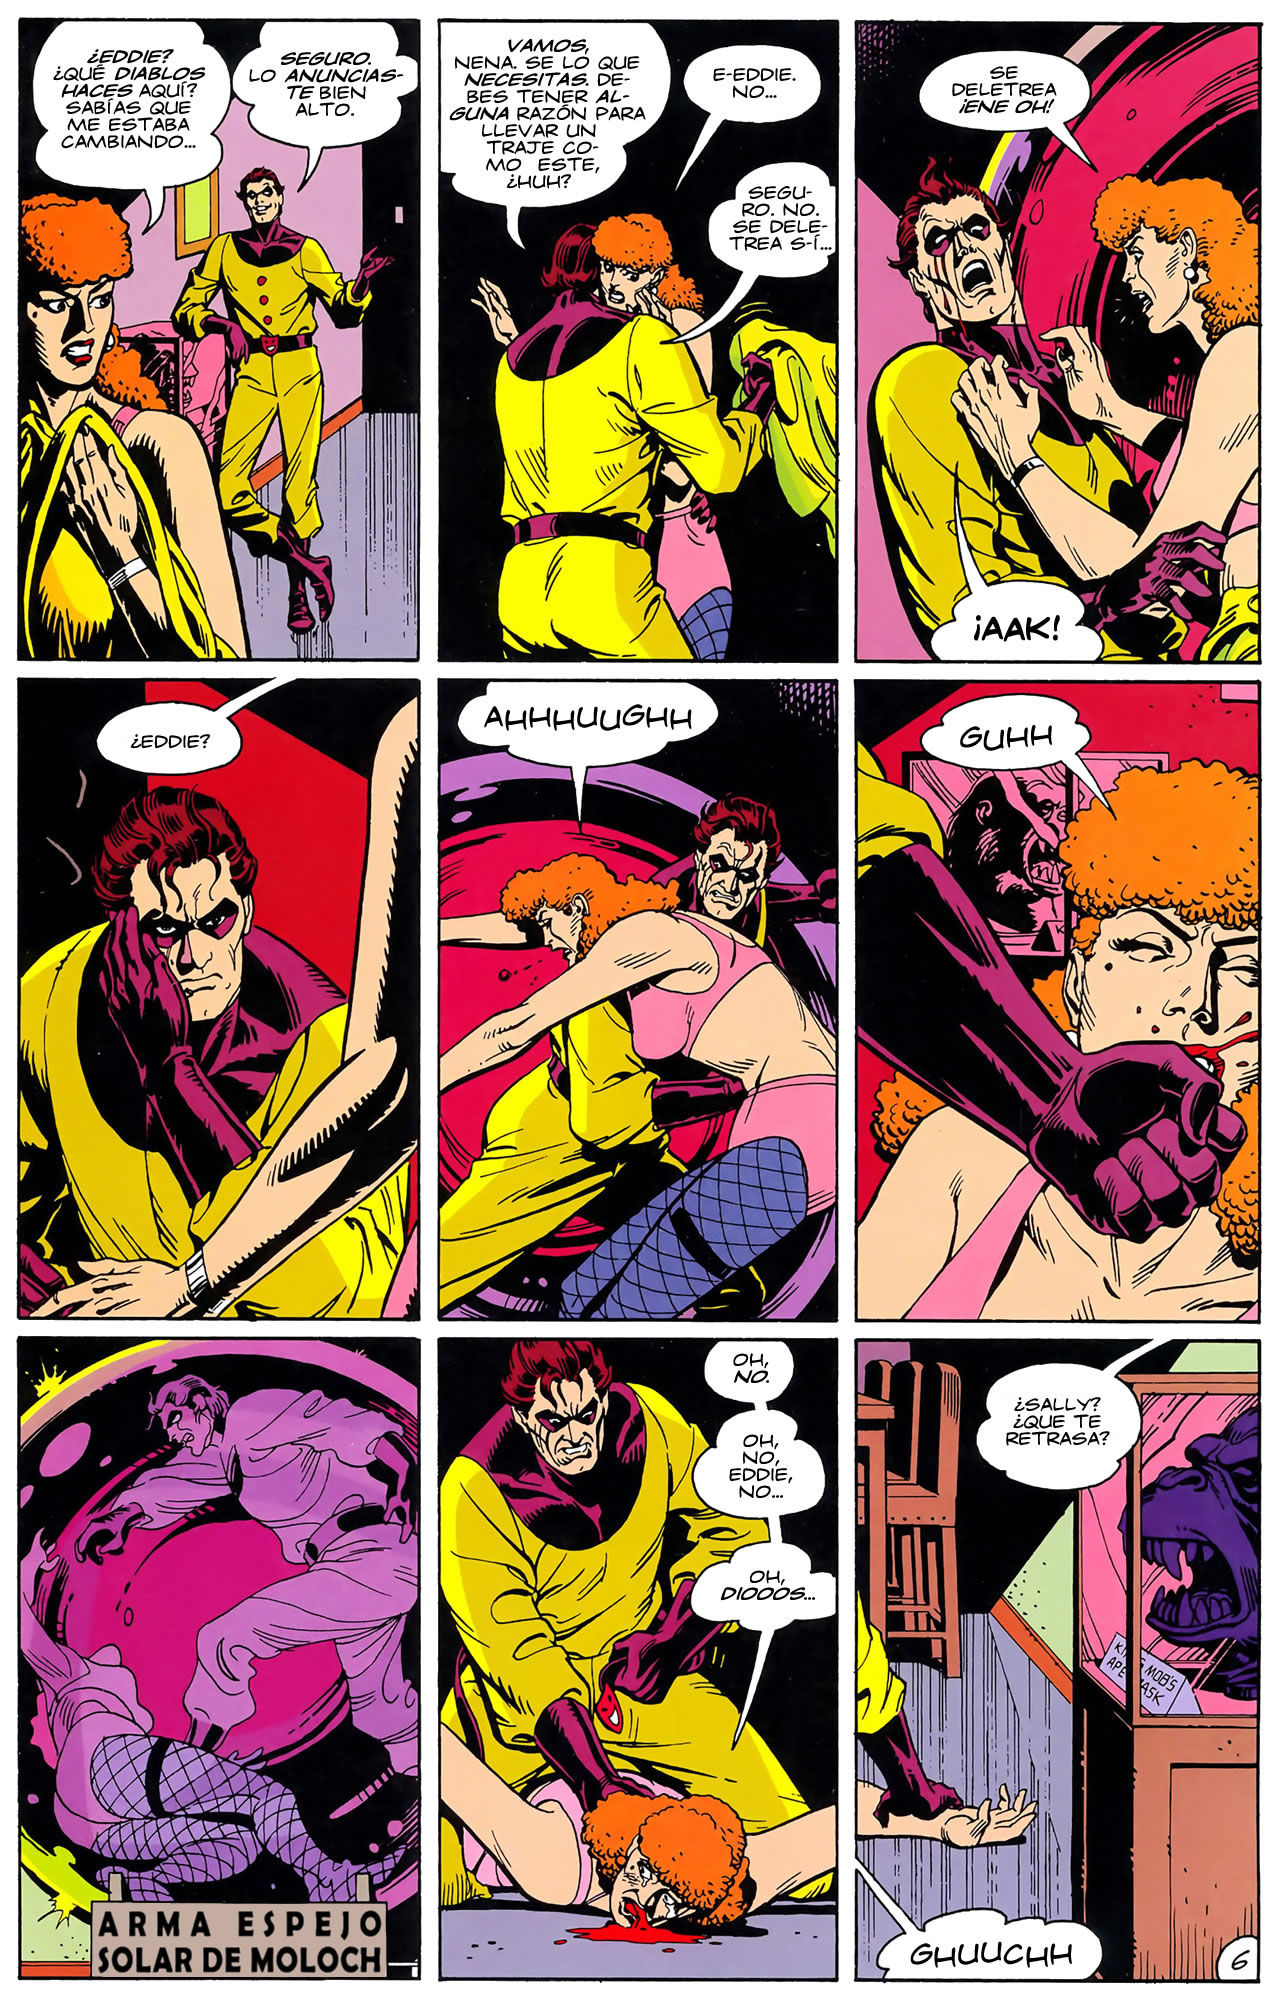 ¿EDDIE?
¿QUÉ DIABLOS
HACES AQUÍ?
SABÍAS QUE
ME ESTABA
CAMBIANDO...
SEGURO.
LO ANUNCIAS-
TE BIEN
ALTO.
VAMOS,
NENA. SE LO QUE
NECESITAS. DE-
BES TENER AL-
GUNA RAZÓN PARA
LLEVAR UN
TRAJE CO-
MO ESTE,
¿HUH?
E-EDDIE.
NO...
SEGU-
RO. NO.
SE DELE-
TREA S-Í...
SE
DELETREA
¡ENE OH!
¡AAK!
¿EDDIE?
AHHHUUGHH
GUHH
ARMA ESPEJO
SOLAR DE MOLOCH
OH,
NO.
OH,
NO,
EDDIE,
NO...
OH,
DIOOOS...
¿SALLY?
¿QUE TE
RETRASA?
KING MOB'S
APE MASK
GHUUCHH
6